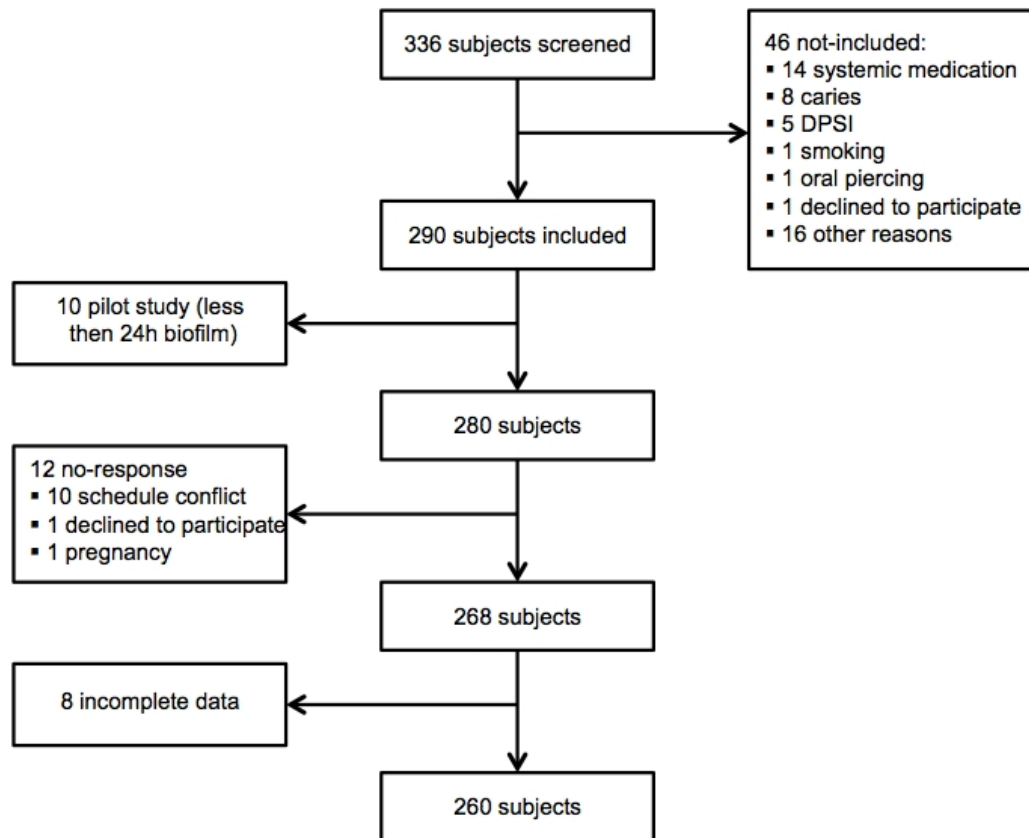 336 subjects screened
46 not-included:
▪ 14 systemic medication
▪ 8 caries
▪ 5 DPSI
▪ 1 smoking
▪ 1 oral piercing
▪ 1 declined to participate
▪ 16 other reasons
290 subjects included
10 pilot study (less
then 24h biofilm)
280 subjects
12 no-response
▪ 10 schedule conflict
▪ 1 declined to participate
▪ 1 pregnancy
268 subjects
8 incomplete data
260 subjects